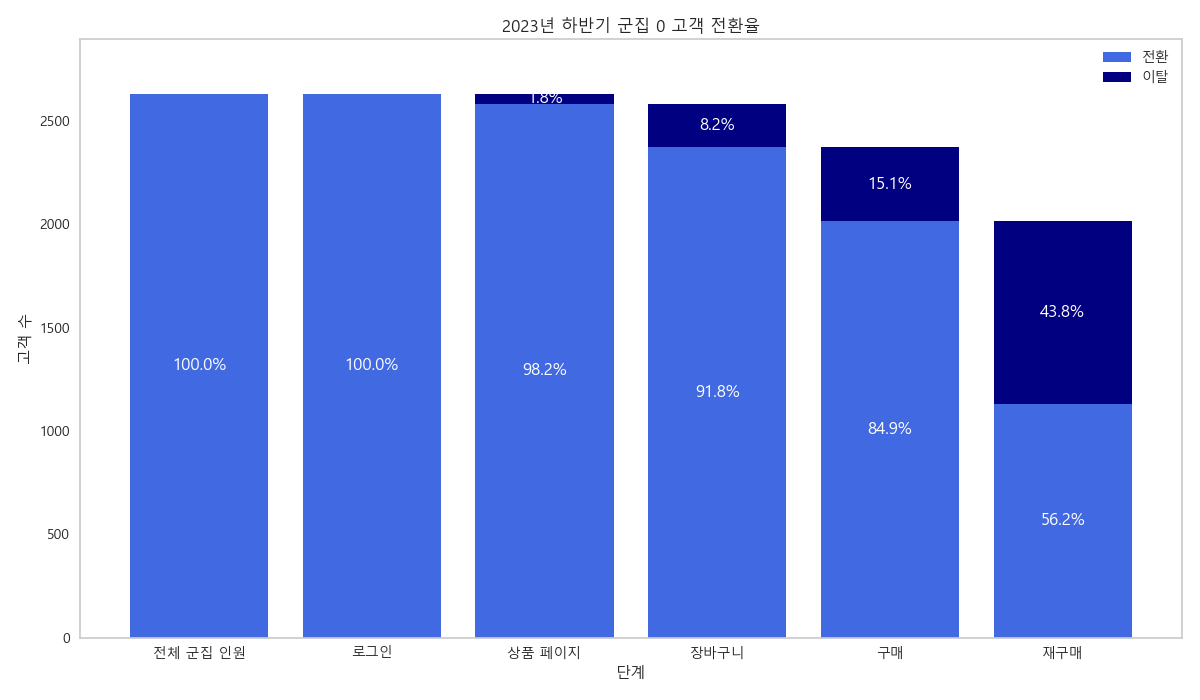 2023년 하반기 군집 0 고객 전환율
전환
이탈
고객 수
2500
2000
1500
1000
500
0
1.8%
8.2%
15.1%
43.8%
100.0%
100.0%
98.2%
91.8%
84.9%
56.2%
전체 군집 인원
로그인
상품 페이지
장바구니
구매
재구매
단계